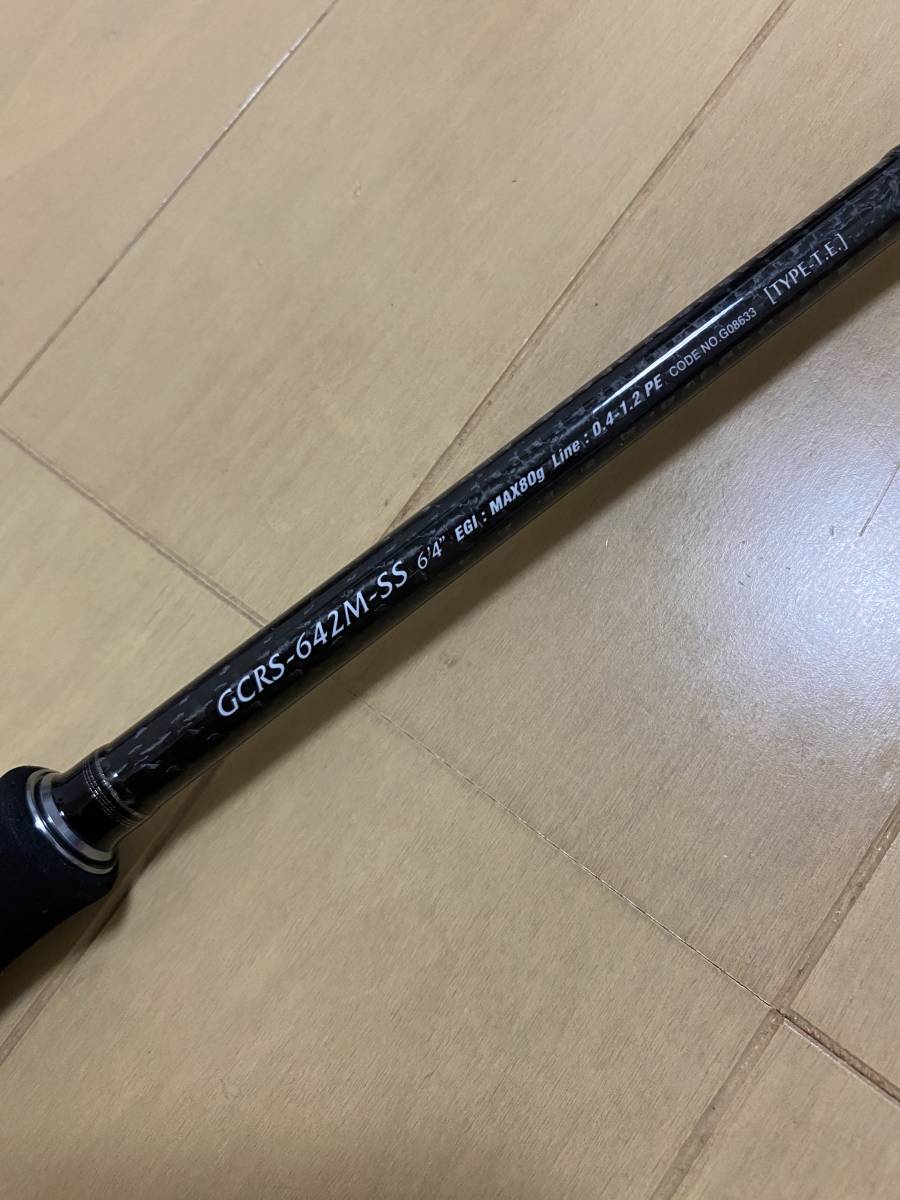 GCRS-642M-SS 6'4" EGI : MAX80g Line : 0.4-1.2 PE CODE NO.G08633 [TYPE-T.E.]